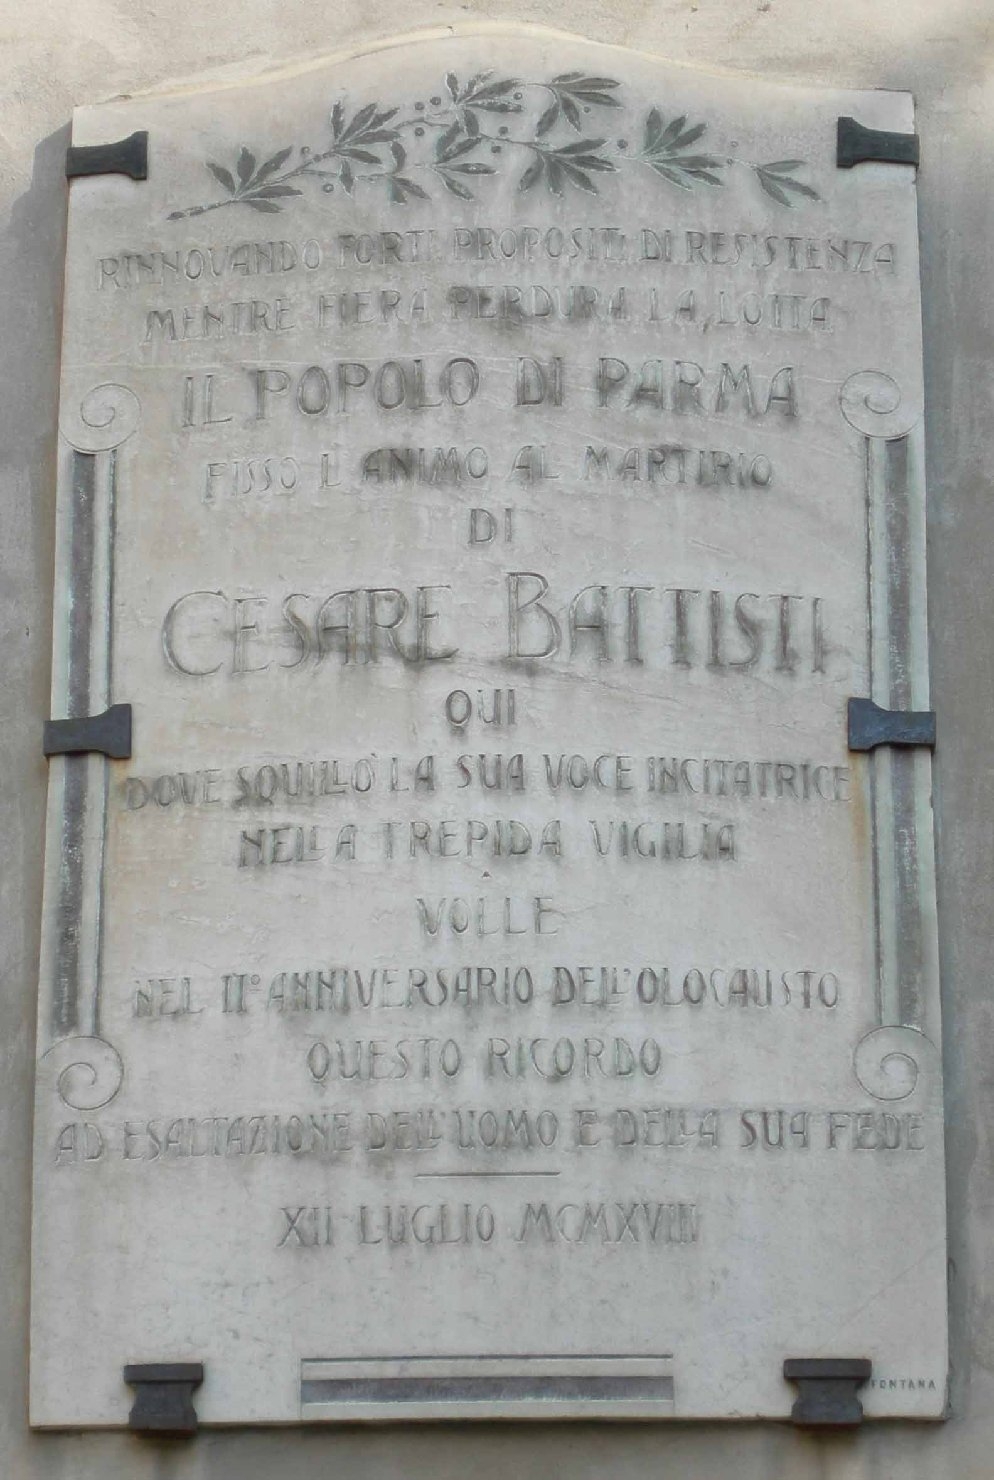 RINNOVANDO FORTI PROPOSITI DI RESISTENZA
MENTRE FIERA PERDURA LA LOTTA
IL POPOLO DI PARMA
FISSO L'ANIMO AL MARTIRIO
DI
CESARE BATTISTI
QUI
DOVE SQUILLÒ LA SUA VOCE INCITATRICE
NELLA TREPIDA VIGILIA
VOLLE
NEL IIº ANNIVERSARIO DELL'OLOCAUSTO
QUESTO RICORDO
AD ESALTAZIONE DELL'UOMO E DELLA SUA FEDE
XII LUGLIO MCMXVIII
FONTANA